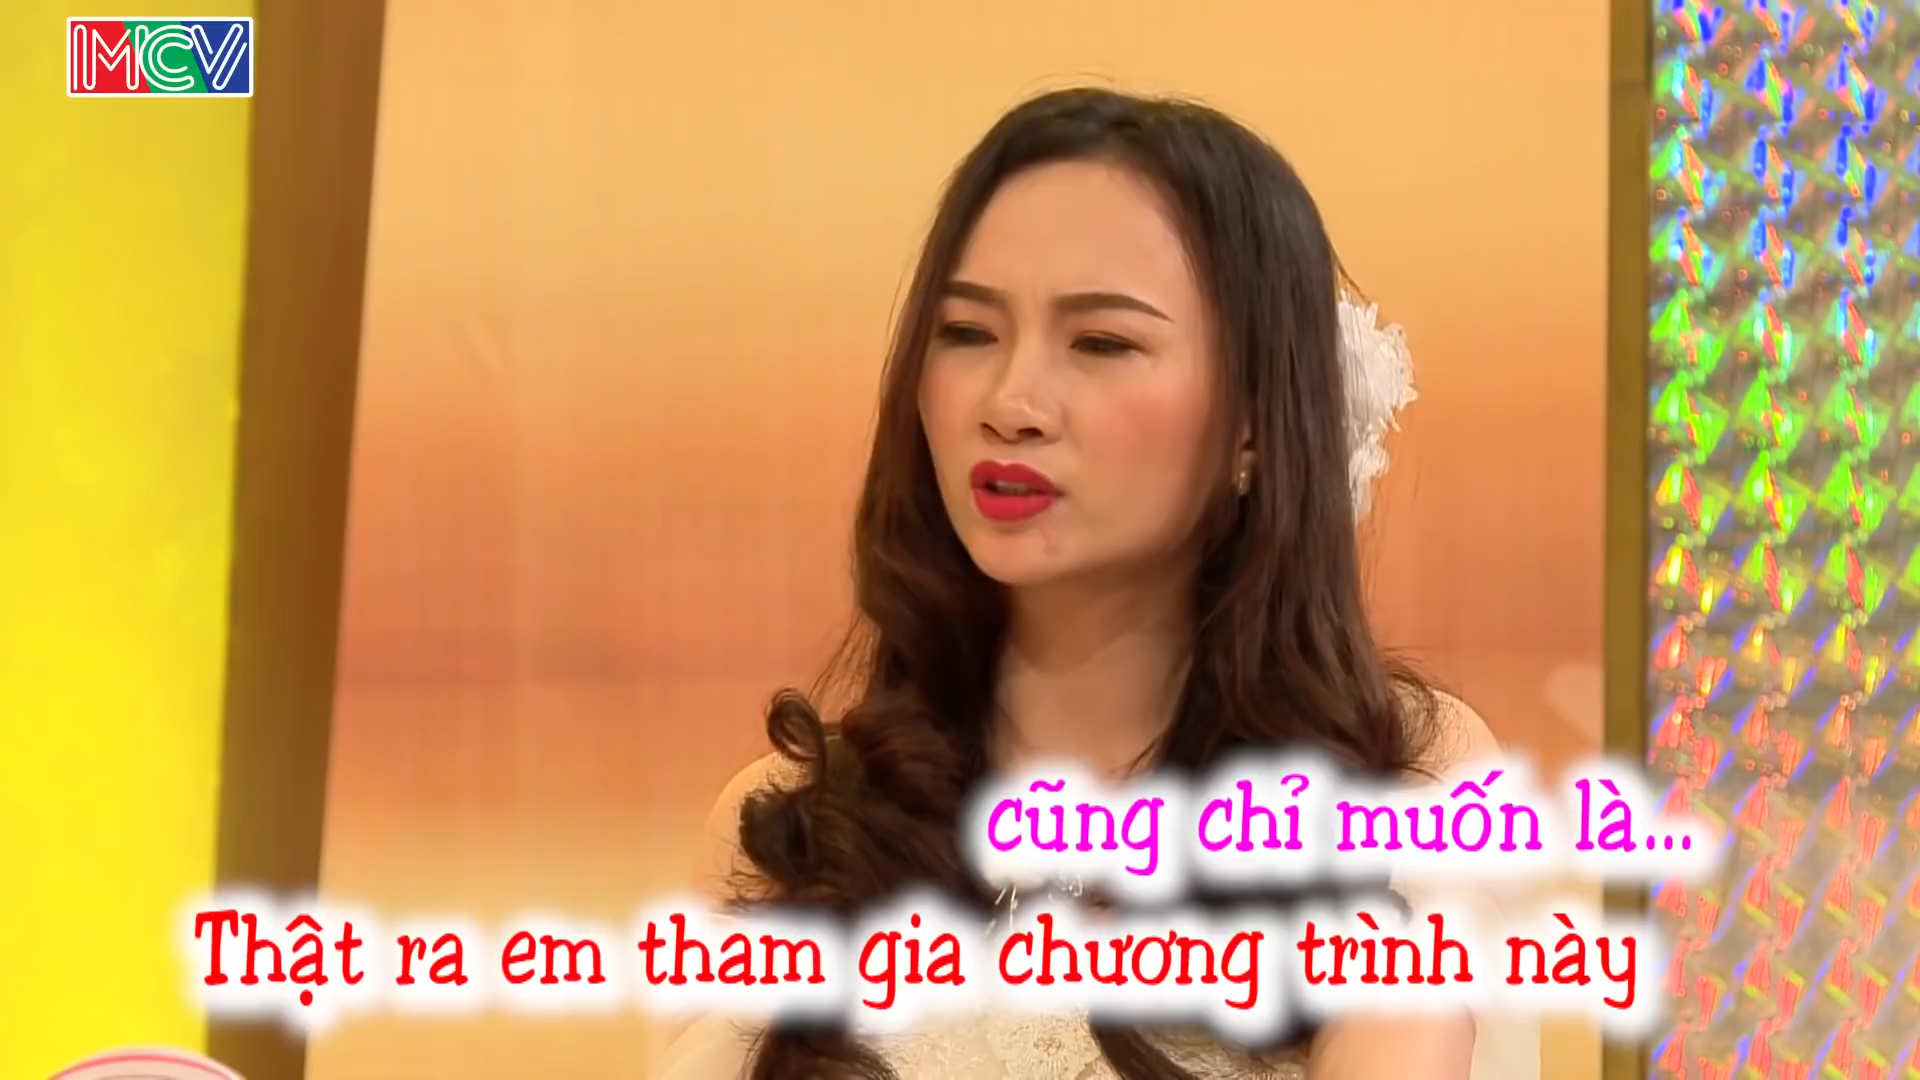 MCV
cũng chỉ muốn là...
Thật ra em tham gia chương trình này